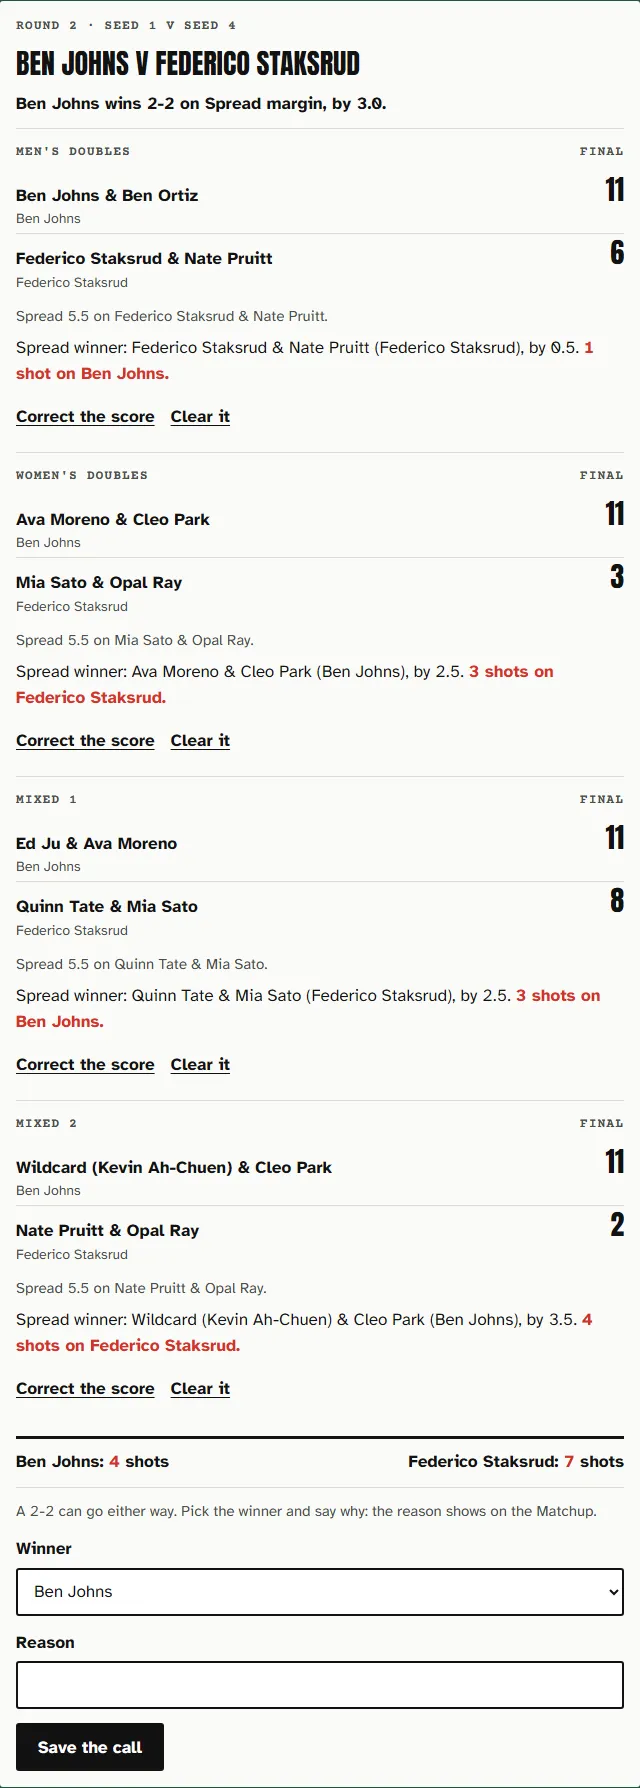 ROUND 2 · SEED 1 V SEED 4
BEN JOHNS V FEDERICO STAKSRUD
Ben Johns wins 2-2 on Spread margin, by 3.0.
MEN'S DOUBLES FINAL
Ben Johns & Ben Ortiz 11
Ben Johns
Federico Staksrud & Nate Pruitt 6
Federico Staksrud
Spread 5.5 on Federico Staksrud & Nate Pruitt.
Spread winner: Federico Staksrud & Nate Pruitt (Federico Staksrud), by 0.5. 1
shot on Ben Johns.
Correct the score Clear it
WOMEN'S DOUBLES FINAL
Ava Moreno & Cleo Park 11
Ben Johns
Mia Sato & Opal Ray 3
Federico Staksrud
Spread 5.5 on Mia Sato & Opal Ray.
Spread winner: Ava Moreno & Cleo Park (Ben Johns), by 2.5. 3 shots on
Federico Staksrud.
Correct the score Clear it
MIXED 1 FINAL
Ed Ju & Ava Moreno 11
Ben Johns
Quinn Tate & Mia Sato 8
Federico Staksrud
Spread 5.5 on Quinn Tate & Mia Sato.
Spread winner: Quinn Tate & Mia Sato (Federico Staksrud), by 2.5. 3 shots on
Ben Johns.
Correct the score Clear it
MIXED 2 FINAL
Wildcard (Kevin Ah-Chuen) & Cleo Park 11
Ben Johns
Nate Pruitt & Opal Ray 2
Federico Staksrud
Spread 5.5 on Nate Pruitt & Opal Ray.
Spread winner: Wildcard (Kevin Ah-Chuen) & Cleo Park (Ben Johns), by 3.5. 4
shots on Federico Staksrud.
Correct the score Clear it
Ben Johns: 4 shots Federico Staksrud: 7 shots
A 2-2 can go either way. Pick the winner and say why: the reason shows on the Matchup.
Winner
Ben Johns
Reason
Save the call